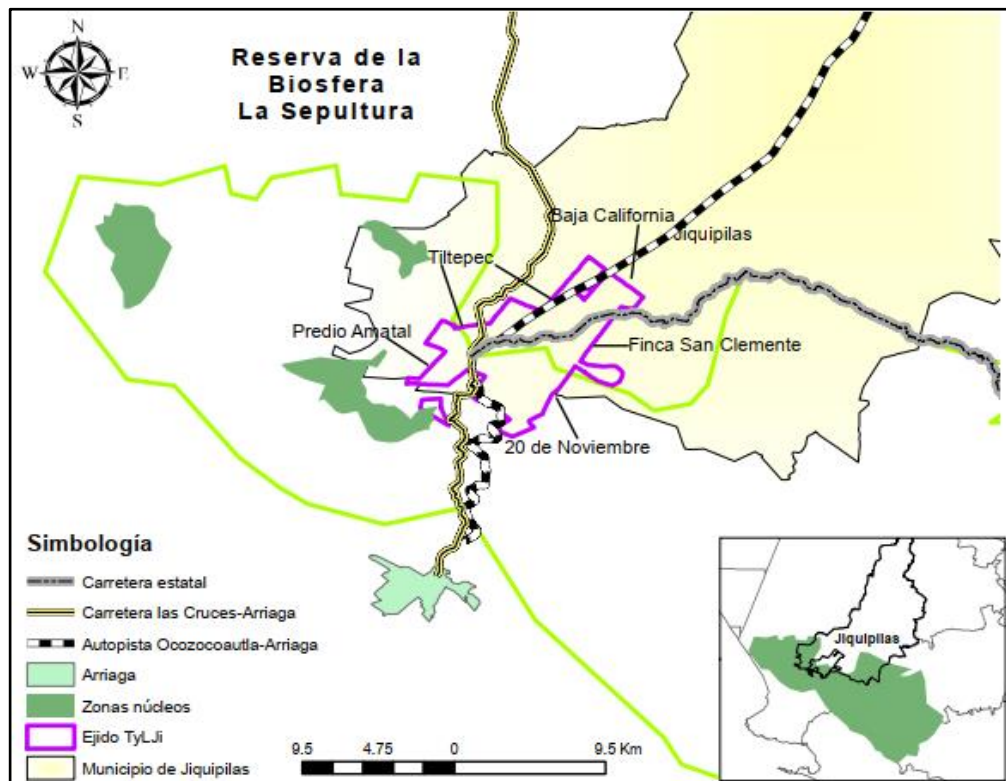 N
W E
S
Reserva de la
Biosfera
La Sepultura
Baja California
Jiquipilas
Tiltepec
Predio Amatal
Finca San Clemente
20 de Noviembre
Simbología
Carretera estatal
Carretera las Cruces-Arriaga
Autopista Ocozocoautla-Arriaga
Arriaga
Zonas núcleos
Ejido TyLJi
Municipio de Jiquipilas
9.5 4.75 0 9.5 Km
Jiquipilas